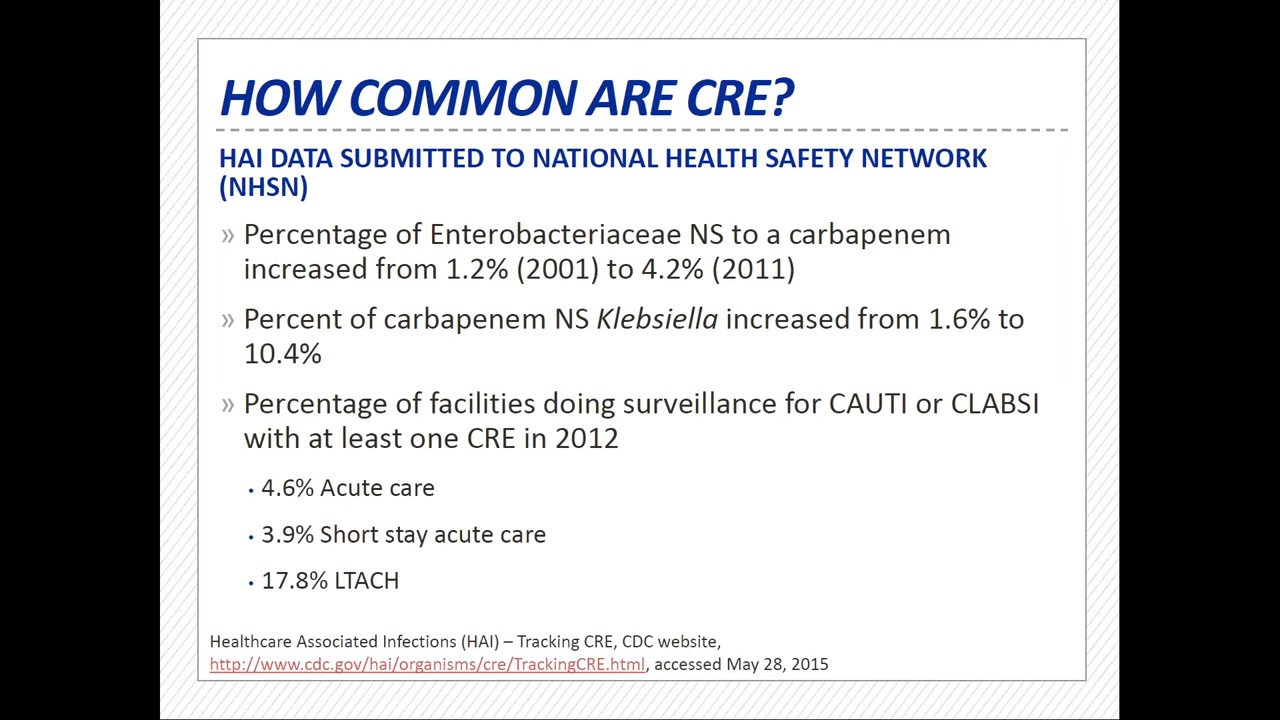 HOW COMMON ARE CRE?
HAI DATA SUBMITTED TO NATIONAL HEALTH SAFETY NETWORK
(NHSN)
» Percentage of Enterobacteriaceae NS to a carbapenem
increased from 1.2% (2001) to 4.2% (2011)
» Percent of carbapenem NS Klebsiella increased from 1.6% to
10.4%
» Percentage of facilities doing surveillance for CAUTI or CLABSI
with at least one CRE in 2012
• 4.6% Acute care
• 3.9% Short stay acute care
• 17.8% LTACH
Healthcare Associated Infections (HAI) – Tracking CRE, CDC website,
http://www.cdc.gov/hai/organisms/cre/TrackingCRE.html, accessed May 28, 2015